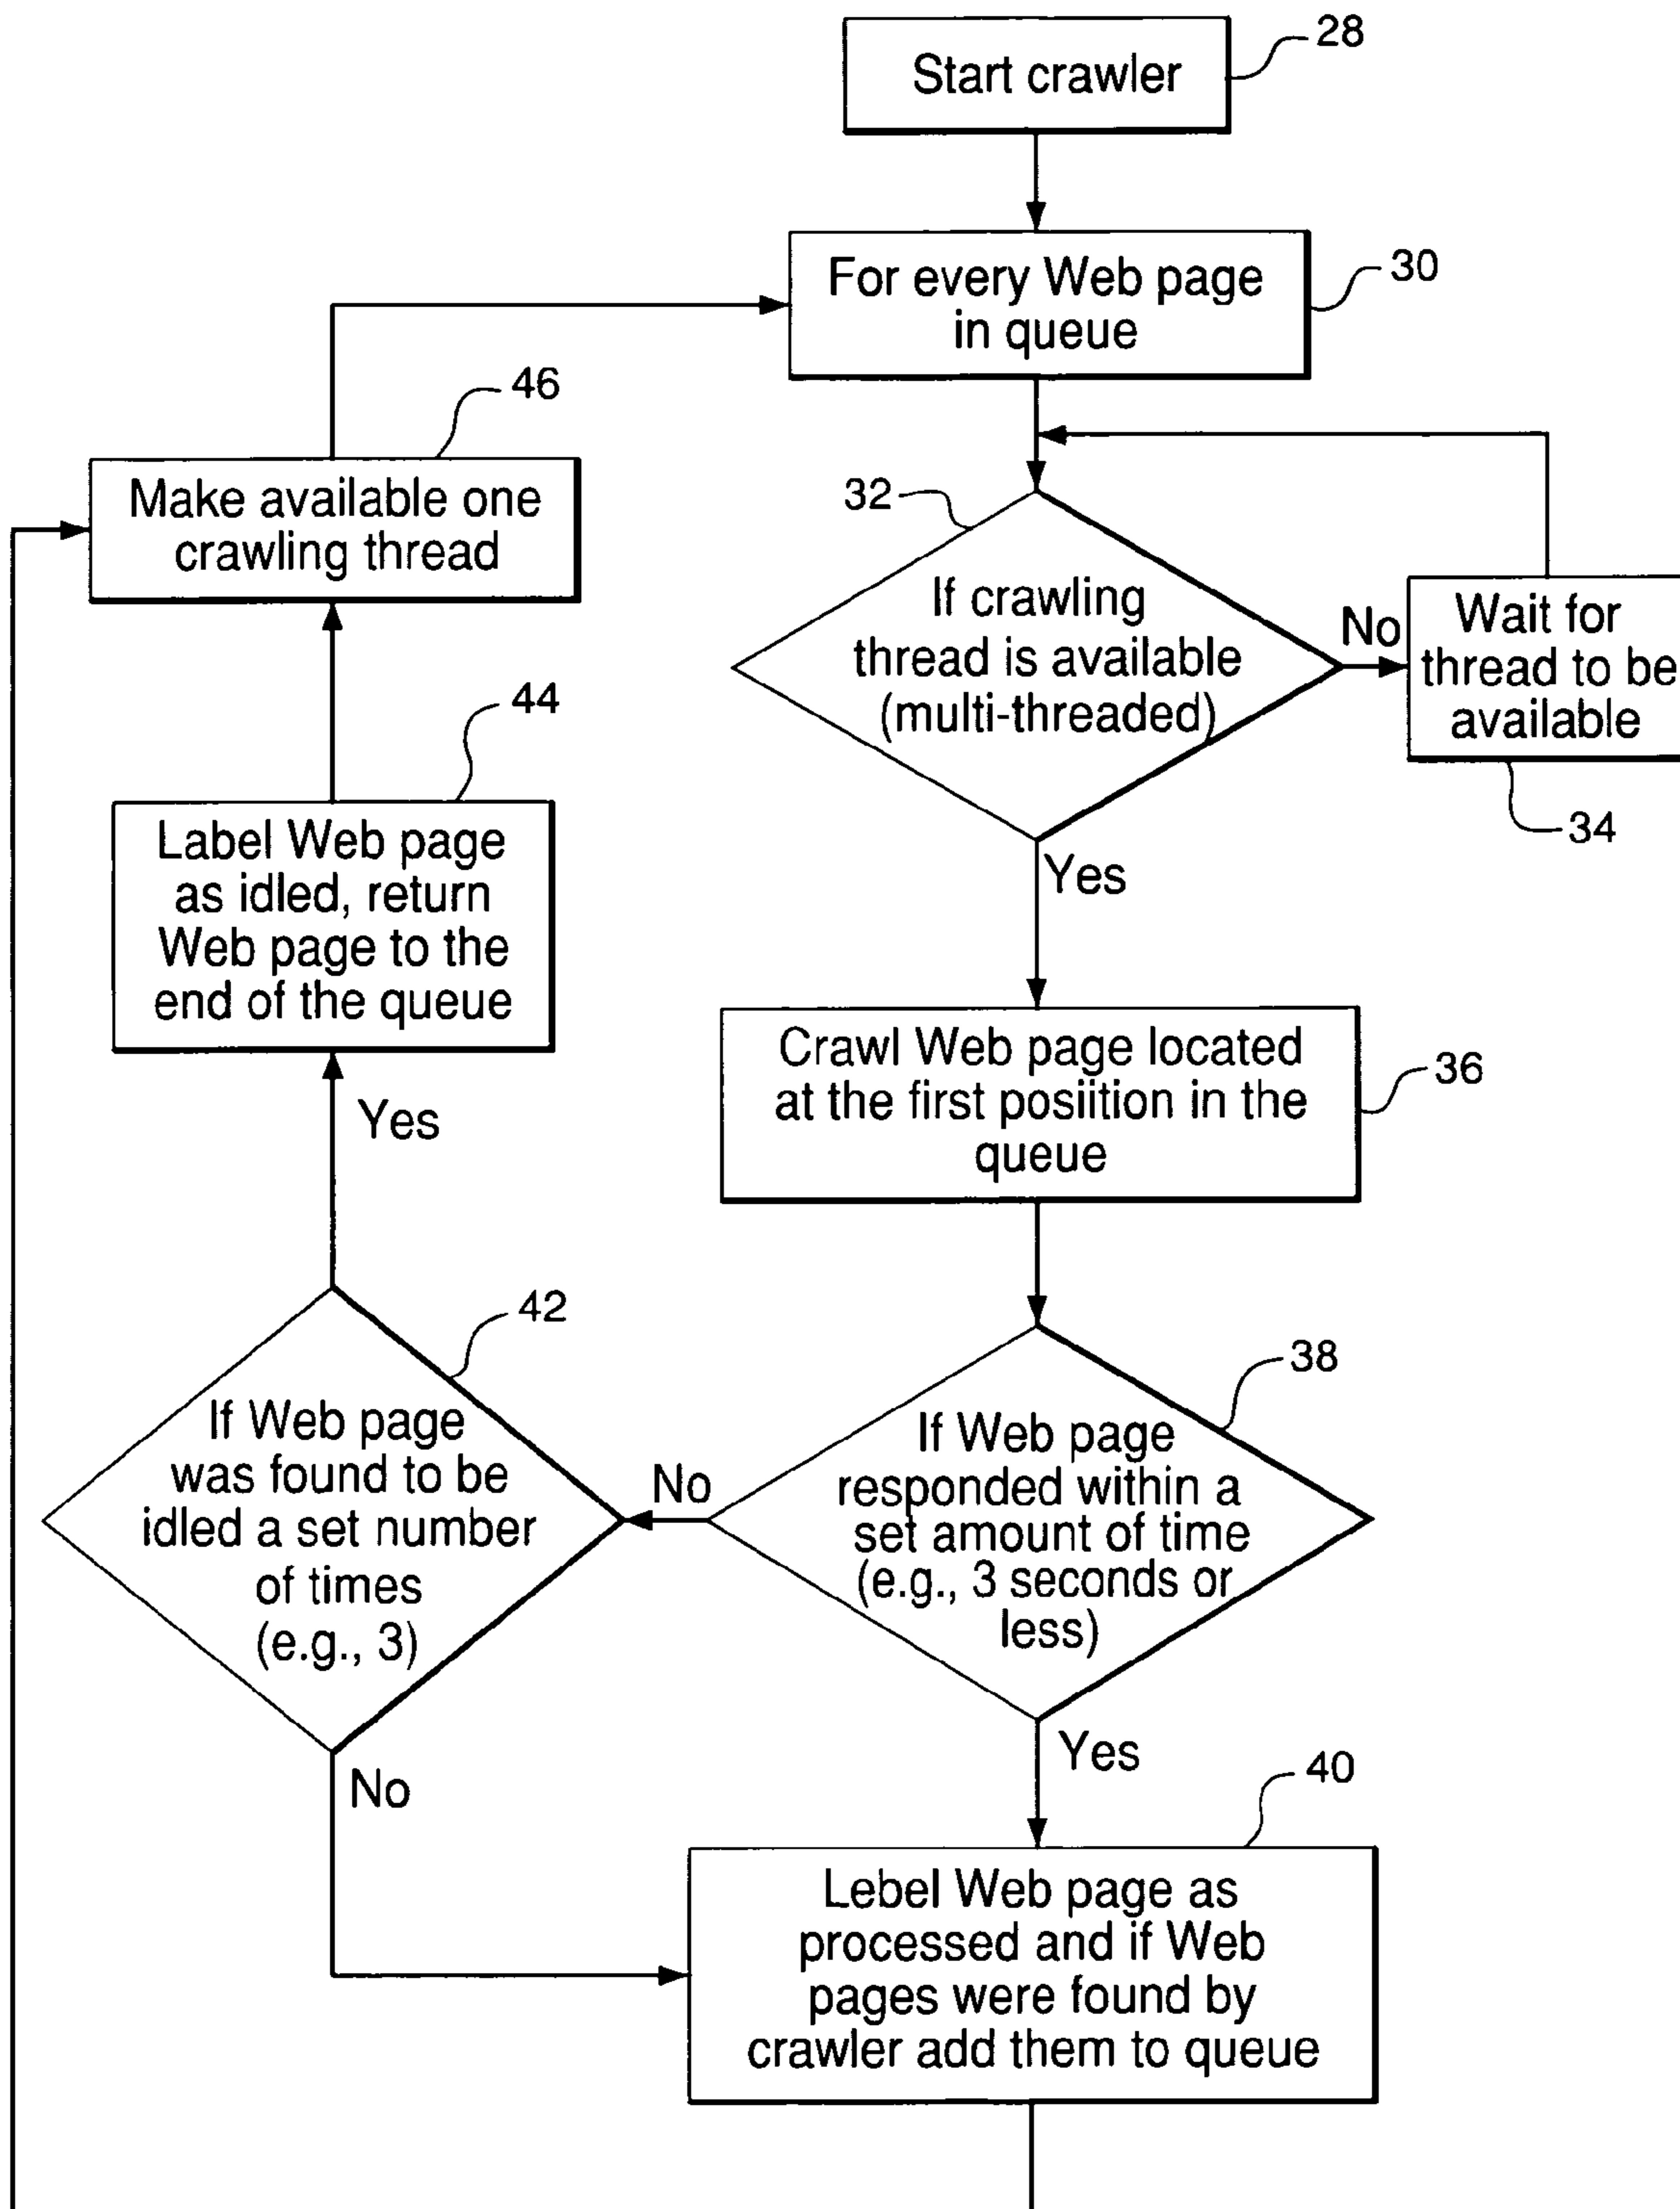 Start crawler
28
For every Web page
in queue
30
46
Make available one
crawling thread
32
If crawling
thread is available
(multi-threaded)
No
Wait for
thread to be
available
34
44
Label Web page
as idled, return
Web page to the
end of the queue
Yes
Crawl Web page located
at the first posiition in the
queue
36
Yes
42
If Web page
was found to be
idled a set number
of times
(e.g., 3)
No
38
If Web page
responded within a
set amount of time
(e.g., 3 seconds or
less)
No
Yes
40
Lebel Web page as
processed and if Web
pages were found by
crawler add them to queue